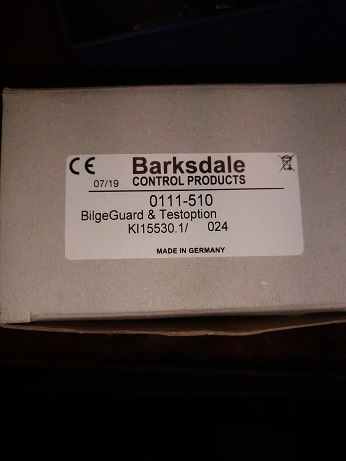 CE Barksdale
07/19 CONTROL PRODUCTS
0111-510
BilgeGuard & Testoption
KI15530.1/ 024
MADE IN GERMANY